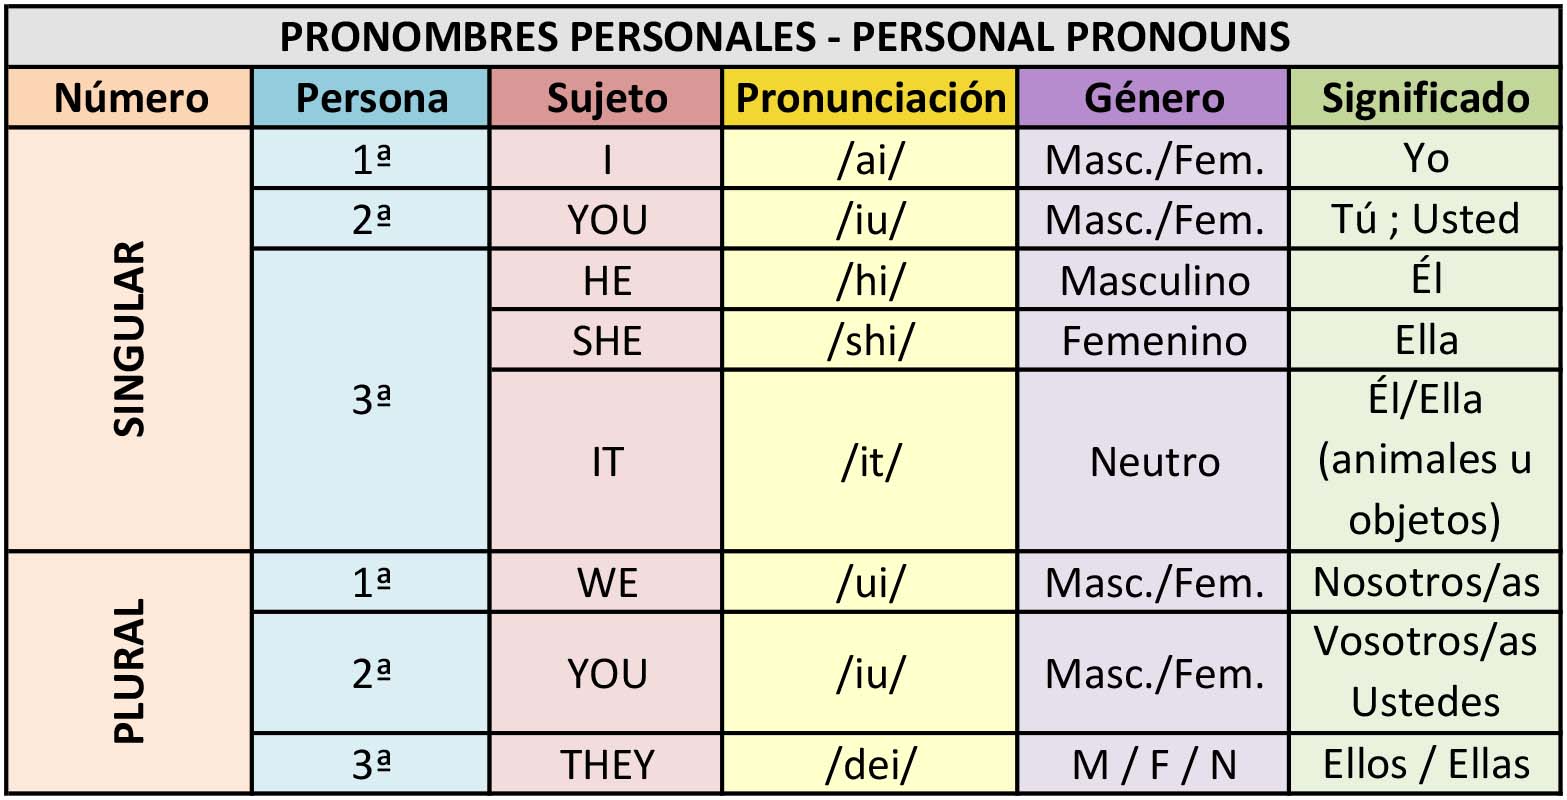 PRONOMBRES PERSONALES - PERSONAL PRONOUNS
Número Persona Sujeto Pronunciación Género Significado
SINGULAR
1ª I /ai/ Masc./Fem. Yo
2ª YOU /iu/ Masc./Fem. Tú ; Usted
3ª
HE /hi/ Masculino Él
SHE /shi/ Femenino Ella
IT /it/ Neutro Él/Ella
(animales u
objetos)
PLURAL
1ª WE /ui/ Masc./Fem. Nosotros/as
2ª YOU /iu/ Masc./Fem. Vosotros/as
Ustedes
3ª THEY /dei/ M / F / N Ellos / Ellas